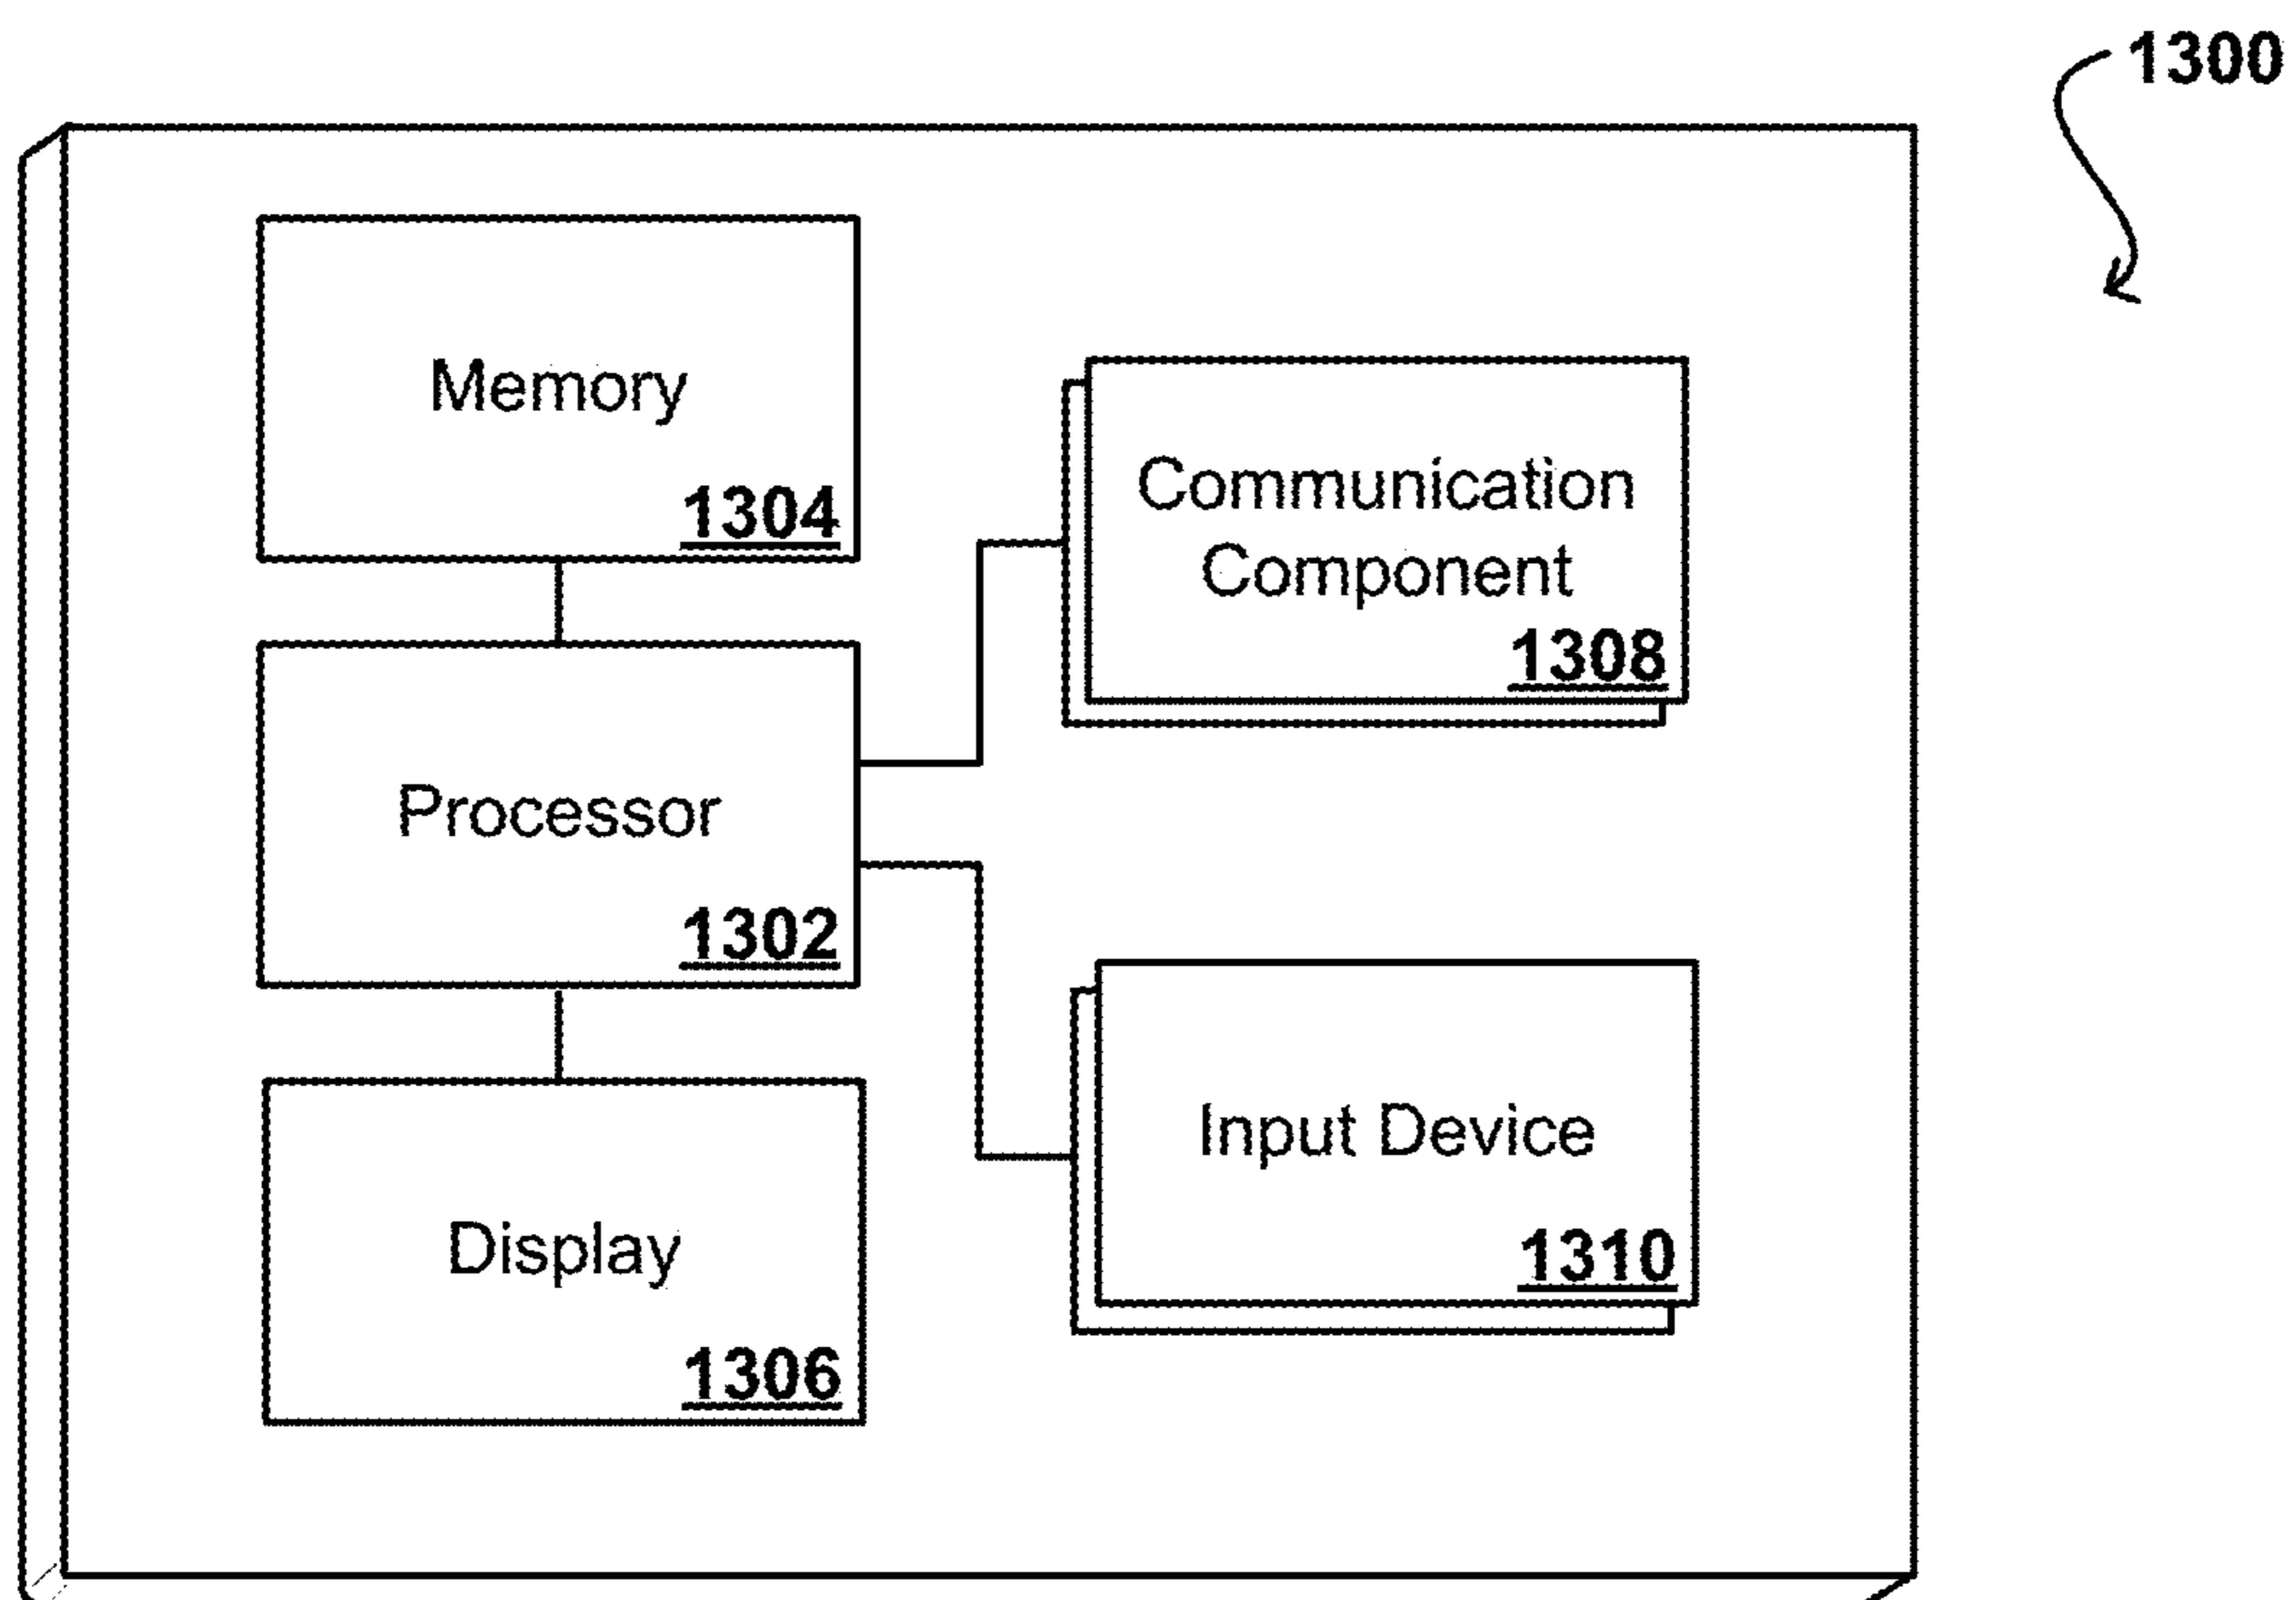 1300
Memory
1304
Communication
Component
1308
Processor
1302
Input Device
1310
Display
1306